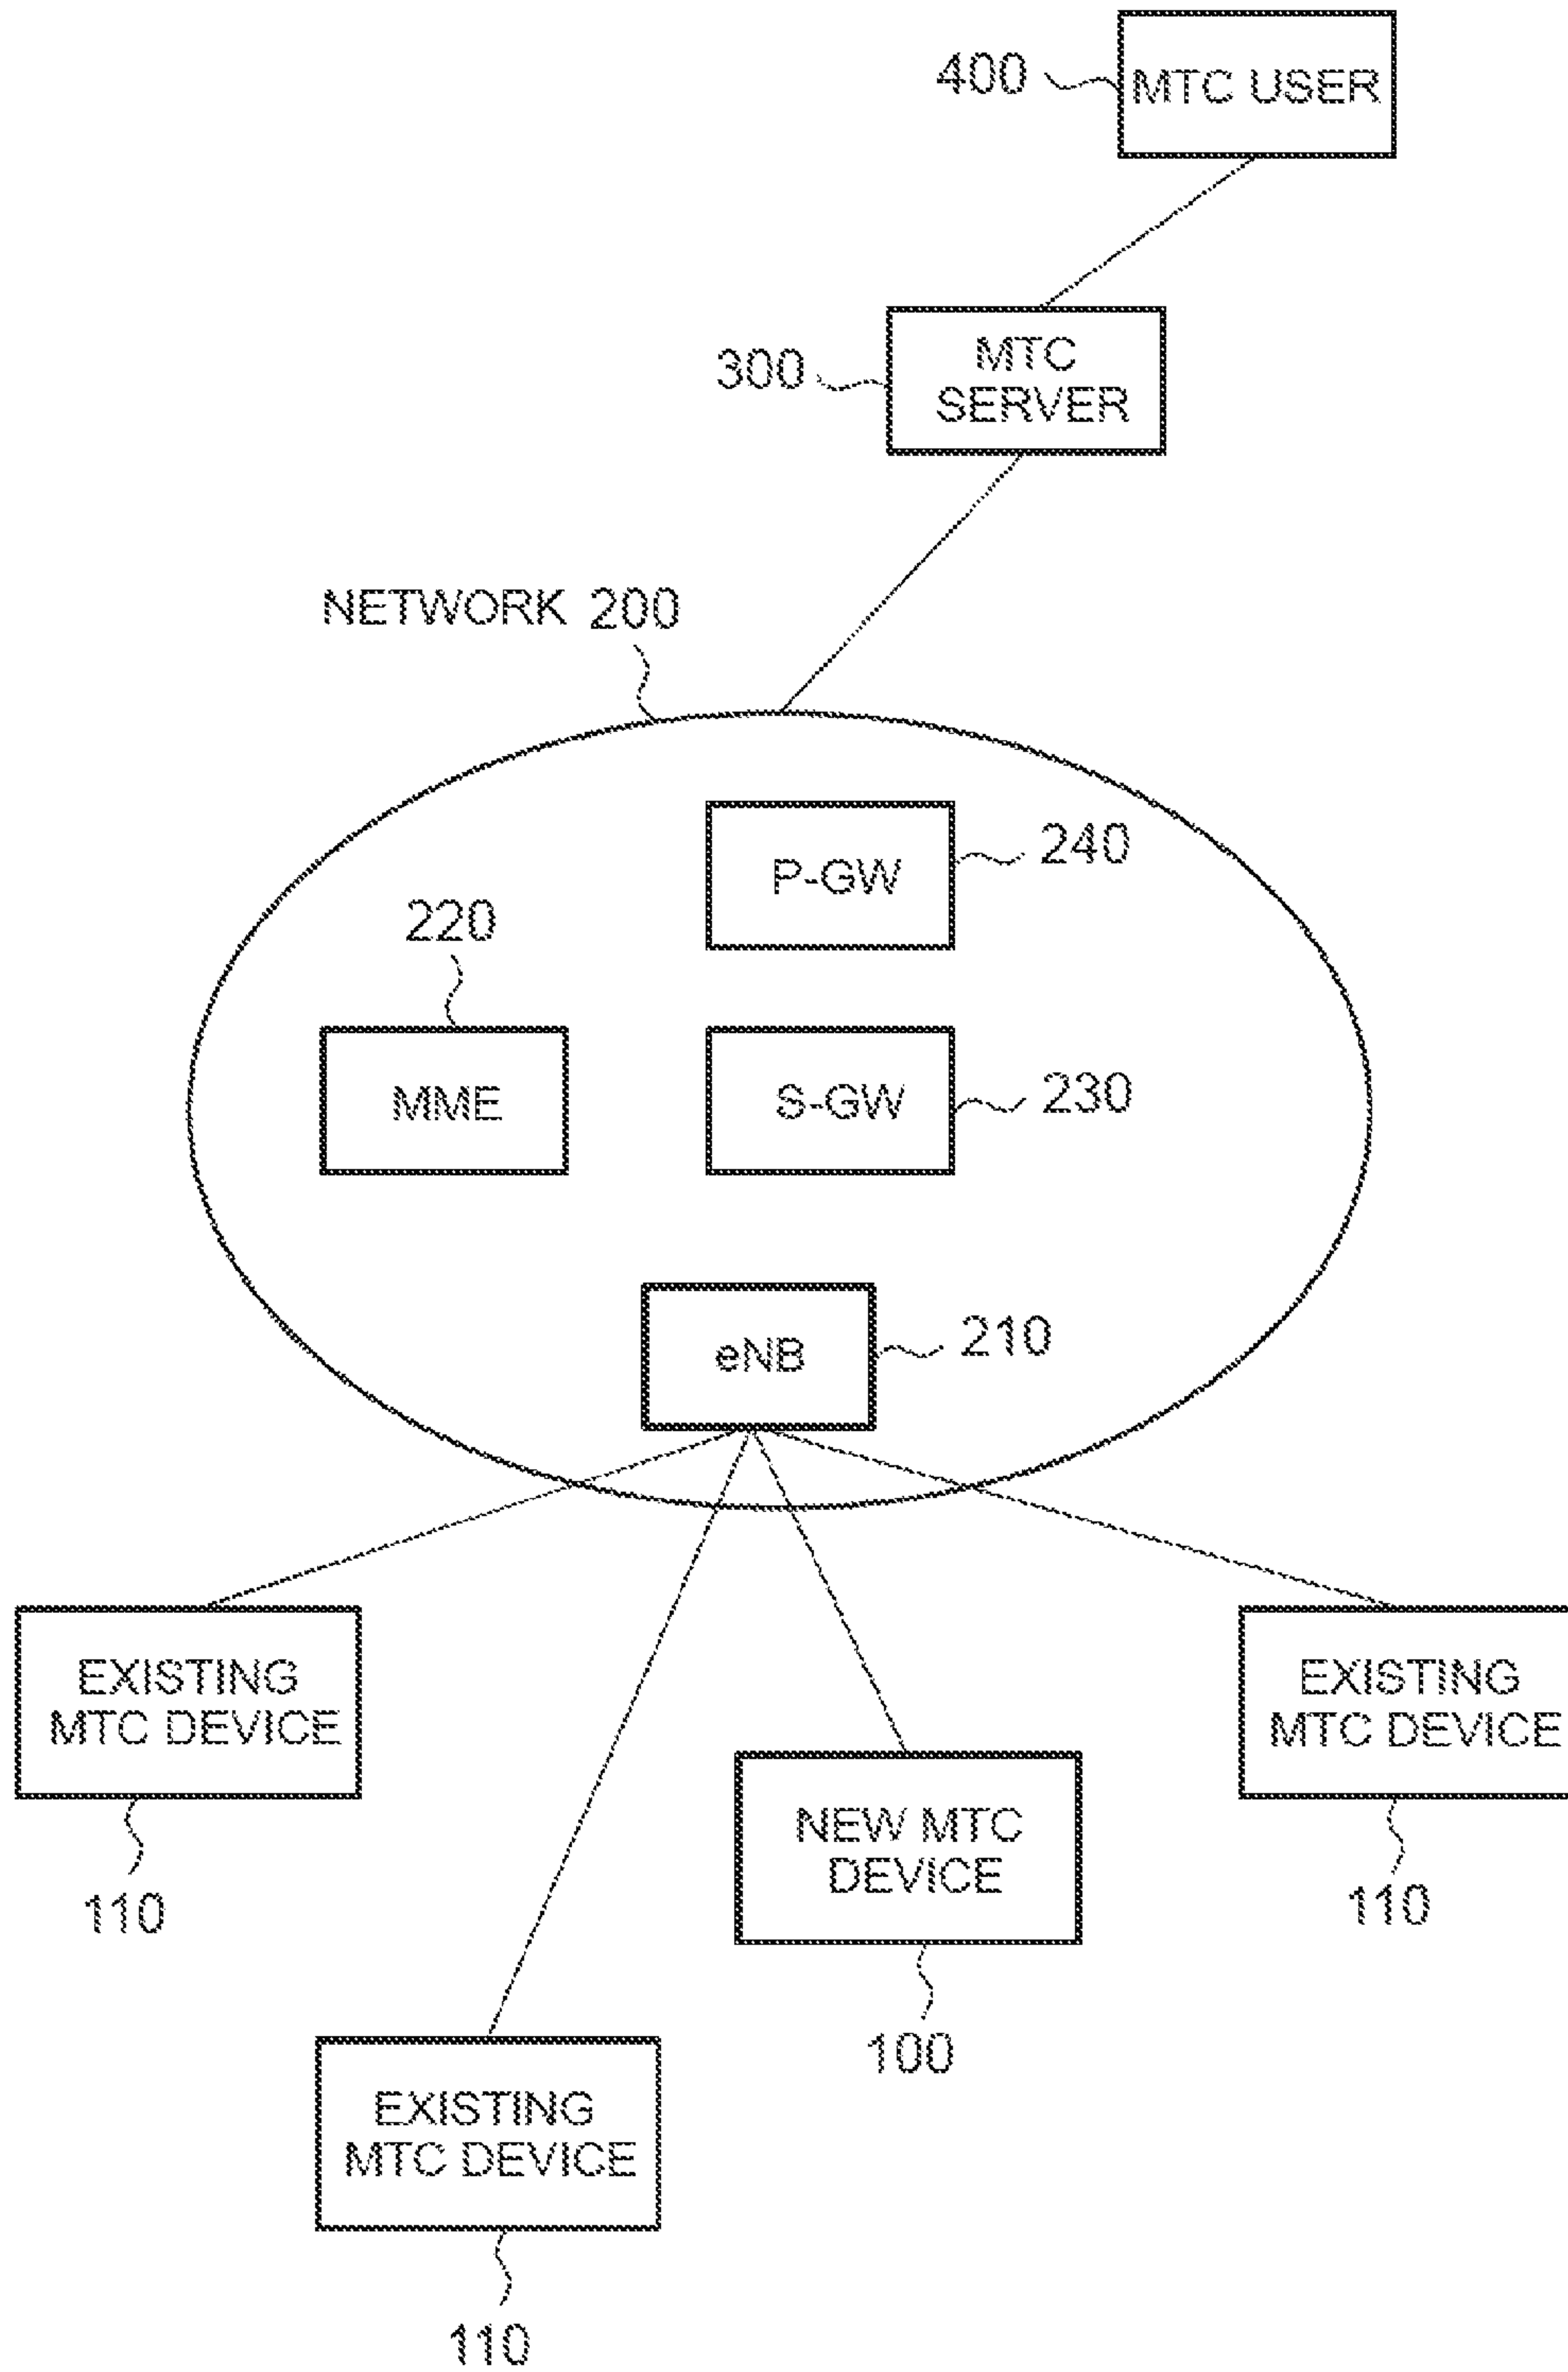 400
MTC USER
300
MTC
SERVER
NETWORK 200
P-GW
240
220
MME
S-GW
230
eNB
210
EXISTING
MTC DEVICE
110
EXISTING
MTC DEVICE
110
NEW MTC
DEVICE
100
EXISTING
MTC DEVICE
110